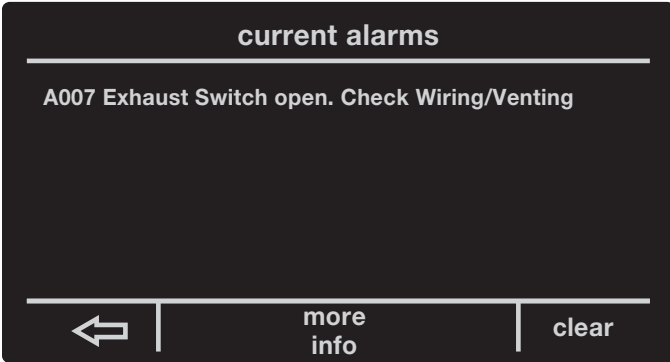 current alarms
A007 Exhaust Switch open. Check Wiring/Venting
more
info
clear